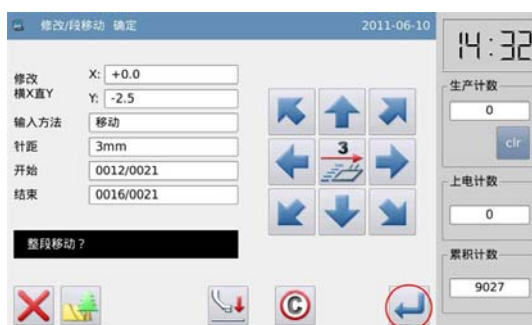 修改/段移动 确定 2011-06-10
14:32
修改
横X直Y
X: +0.0
Y: -2.5
输入方法 移动
针距 3mm
开始 0012/0021
结束 0016/0021
整段移动？
3
C
生产计数
0
clr
上电计数
0
累积计数
9027